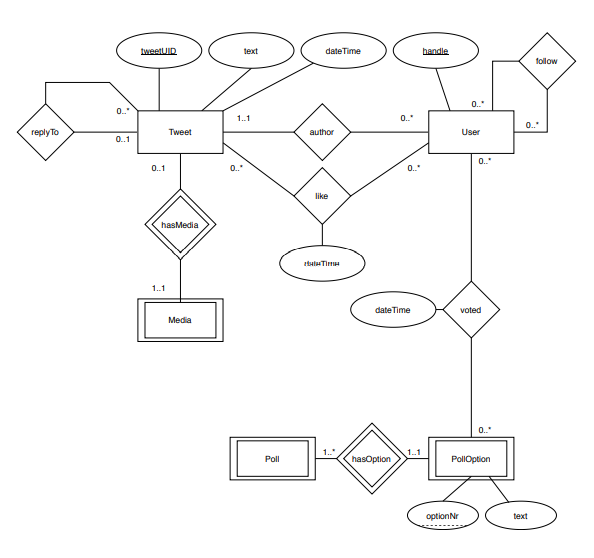 tweetUID
text
dateTime
handle
follow
0..*
0..*
1..1
0..*
replyTo
0..1
Tweet
author
User
0..*
0..1
0..*
0..*
0..*
like
hasMedia
1..1
dateTime
voted
Media
0..*
Poll
1..*
hasOption
1..1
PollOption
optionNr
text